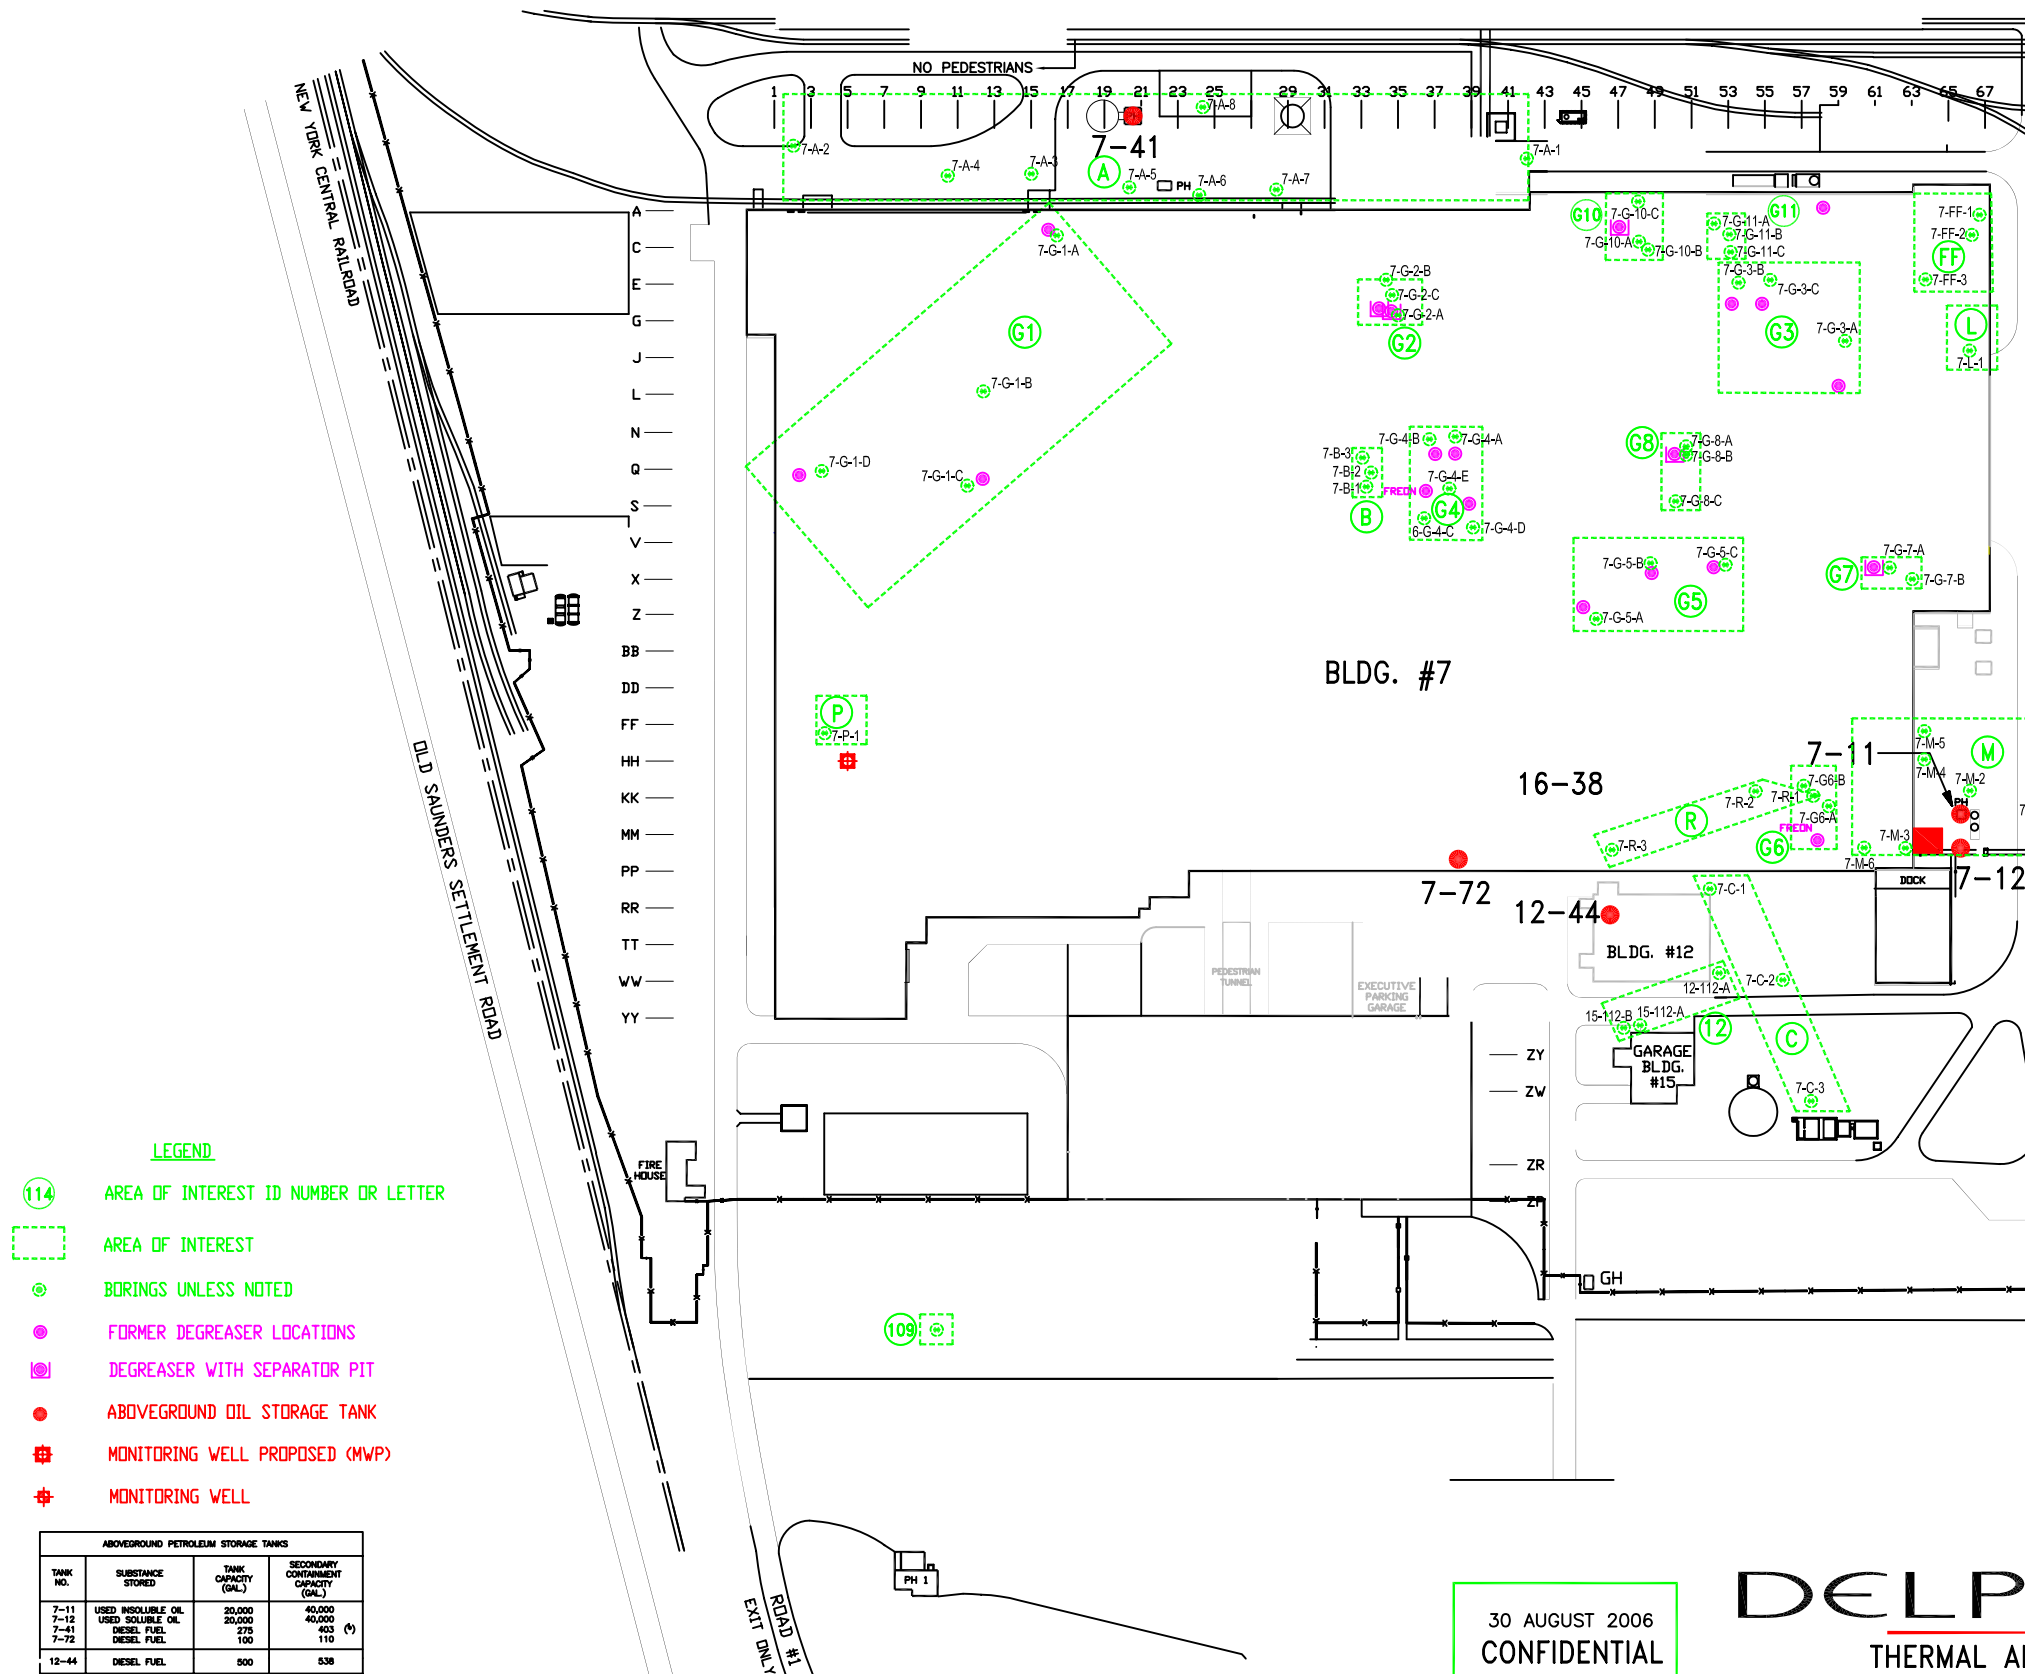 NO PEDESTRIANS
1 3 5 7 9 11 13 15 17 19 21 23 25 27 29 31 33 35 37 39 41 43 45 47 49 51 53 55 57 59 61 63 65 67
NEW YORK CENTRAL RAILROAD
OLD SAUNDERS SETTLEMENT ROAD
A
C
E
G
J
L
N
Q
S
V
X
Z
BB
DD
FF
HH
KK
MM
PP
RR
TT
WW
YY
7-A-8
7-41
7-A-2
7-A-4
7-A-3
A
7-A-5
PH
7-A-6
7-A-7
7-A-1
7-G-1-A
G1
7-G-1-B
7-G-1-D
7-G-1-C
7-G-2-B
7-G-2-C
7-G-2-A
G2
G10
7-G-10-C
7-G-10-A
7-G-10-B
G11
7-G-11-A
7-G-11-B
7-G-11-C
7-G-3-B
7-G-3-C
G3
7-G-3-A
7-FF-1
7-FF-2
FF
7-FF-3
L
7-L-1
7-G-4-B
7-G-4-A
7-B-3
7-B-2
7-B-1
B
7-G-4-E
FREON
G4
6-G-4-C
7-G-4-D
G8
7-G-8-A
7-G-8-B
7-G-8-C
7-G-5-B
7-G-5-C
G5
7-G-5-A
G7
7-G-7-A
7-G-7-B
BLDG. #7
P
7-P-1
16-38
7-11
7-M-5
7-M-4
M
7-M-2
PH
7-M-3
7-M-6
7-12
7-R-2
7-R-1
7-G6-B
7-G6-A
FREON
R
G6
7-R-3
7-72
12-44
BLDG. #12
7-C-1
DOCK
PEDESTRIAN
TUNNEL
EXECUTIVE
PARKING
GARAGE
12-112-A
7-C-2
15-112-B
15-112-A
12
C
GARAGE
BLDG.
#15
7-C-3
ZY
ZW
ZR
ZP
FIRE
HOUSE
GH
109
PH 1
ROAD #1
EXIT ONLY
LEGEND
114 AREA OF INTEREST ID NUMBER OR LETTER
AREA OF INTEREST
BORINGS UNLESS NOTED
FORMER DEGREASER LOCATIONS
DEGREASER WITH SEPARATOR PIT
ABOVEGROUND OIL STORAGE TANK
MONITORING WELL PROPOSED (MWP)
MONITORING WELL
ABOVEGROUND PETROLEUM STORAGE TANKS
TANK NO. SUBSTANCE STORED TANK CAPACITY (GAL.) SECONDARY CONTAINMENT CAPACITY (GAL.)
7-11 USED INSOLUBLE OIL 20,000 40,000
7-12 USED SOLUBLE OIL 20,000 40,000
7-41 DIESEL FUEL 275 403
7-72 DIESEL FUEL 100 110
12-44 DIESEL FUEL 500 538
30 AUGUST 2006
CONFIDENTIAL
DELP
THERMAL A